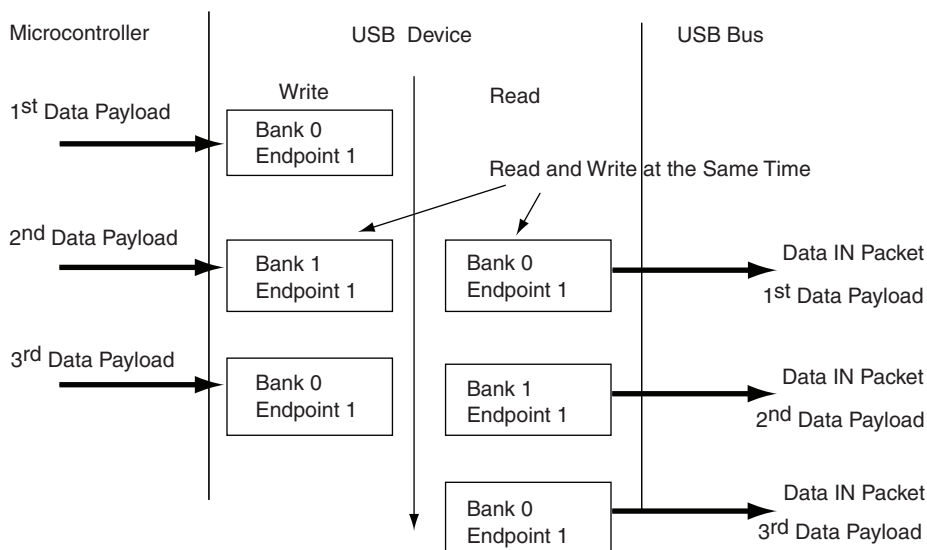 Microcontroller
USB Device
USB Bus
Write
Read
1st Data Payload
Bank 0
Endpoint 1
Read and Write at the Same Time
2nd Data Payload
Bank 1
Endpoint 1
Bank 0
Endpoint 1
Data IN Packet
1st Data Payload
3rd Data Payload
Bank 0
Endpoint 1
Bank 1
Endpoint 1
Data IN Packet
2nd Data Payload
Bank 0
Endpoint 1
Data IN Packet
3rd Data Payload